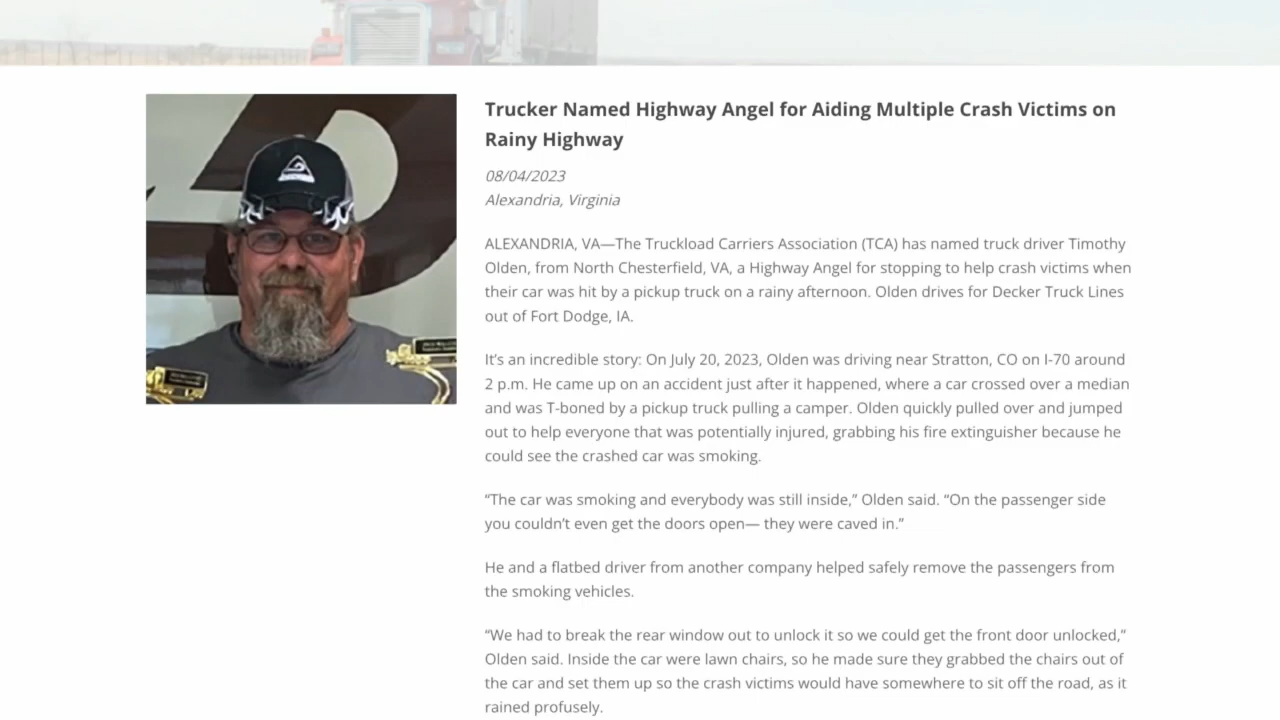 Trucker Named Highway Angel for Aiding Multiple Crash Victims on
Rainy Highway
08/04/2023
Alexandria, Virginia
ALEXANDRIA, VA—The Truckload Carriers Association (TCA) has named truck driver Timothy
Olden, from North Chesterfield, VA, a Highway Angel for stopping to help crash victims when
their car was hit by a pickup truck on a rainy afternoon. Olden drives for Decker Truck Lines
out of Fort Dodge, IA.
It’s an incredible story: On July 20, 2023, Olden was driving near Stratton, CO on I-70 around
2 p.m. He came up on an accident just after it happened, where a car crossed over a median
and was T-boned by a pickup truck pulling a camper. Olden quickly pulled over and jumped
out to help everyone that was potentially injured, grabbing his fire extinguisher because he
could see the crashed car was smoking.
“The car was smoking and everybody was still inside,” Olden said. “On the passenger side
you couldn’t even get the doors open— they were caved in.”
He and a flatbed driver from another company helped safely remove the passengers from
the smoking vehicles.
“We had to break the rear window out to unlock it so we could get the front door unlocked,”
Olden said. Inside the car were lawn chairs, so he made sure they grabbed the chairs out of
the car and set them up so the crash victims would have somewhere to sit off the road, as it
rained profusely.